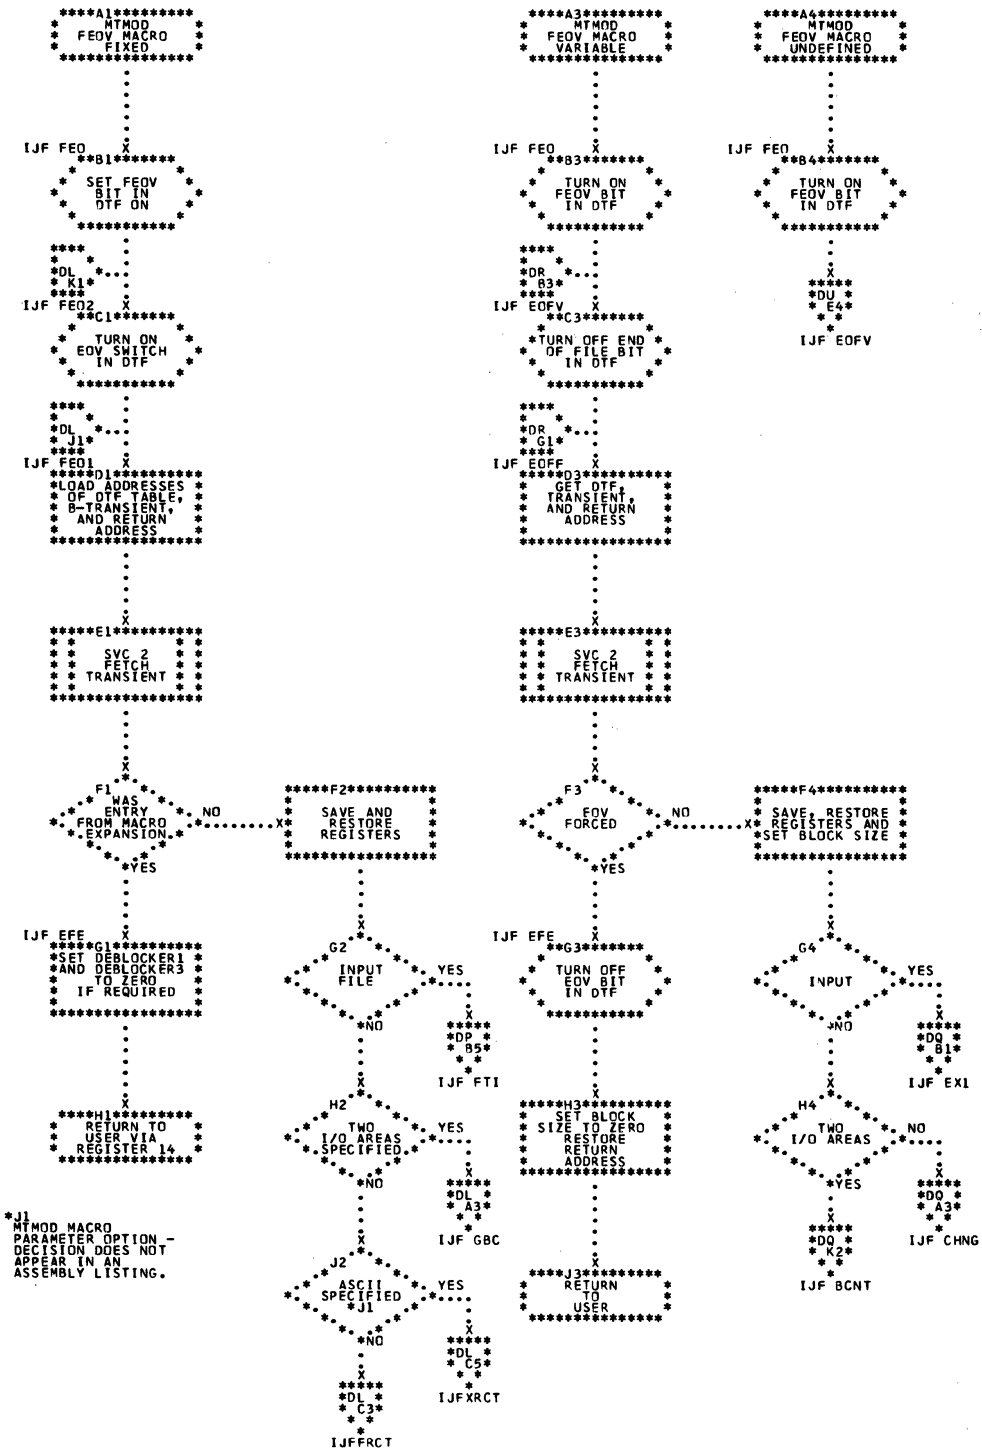 A1
MTMOD
FEOV MACRO
FIXED
A3
MTMOD
FEOV MACRO
VARIABLE
A4
MTMOD
FEOV MACRO
UNDEFINED
IJF FEO
B1
SET FEOV
BIT IN
DTF ON
IJF FEO
B3
TURN ON
FEOV BIT
IN DTF
IJF FEO
B4
TURN ON
FEOV BIT
IN DTF
DL
K1
DR
B3
DU
E4
IJF EOFV
IJF FEO2
C1
TURN ON
EOV SWITCH
IN DTF
IJF EOFV
C3
TURN OFF END
OF FILE BIT
IN DTF
DL
J1
DR
G1
IJF FEO1
D1
LOAD ADDRESSES
OF DTF TABLE,
B-TRANSIENT,
AND RETURN
ADDRESS
IJF EOFF
D3
GET DTF,
TRANSIENT,
AND RETURN
ADDRESS
E1
SVC 2
FETCH
TRANSIENT
E3
SVC 2
FETCH
TRANSIENT
F1
WAS
ENTRY
FROM MACRO
EXPANSION
NO
YES
F2
SAVE AND
RESTORE
REGISTERS
F3
EOV
FORCED
NO
YES
F4
SAVE, RESTORE
REGISTERS AND
SET BLOCK SIZE
IJF EFE
G1
SET DEBLOCKER1
AND DEBLOCKER3
TO ZERO
IF REQUIRED
G2
INPUT
FILE
YES
NO
IJF EFE
G3
TURN OFF
EOV BIT
IN DTF
G4
INPUT
YES
NO
DP
B5
IJF FTI
DQ
B1
IJF EX1
H1
RETURN TO
USER VIA
REGISTER 14
H2
TWO
I/O AREAS
SPECIFIED
YES
NO
H3
SET BLOCK
SIZE TO ZERO
RESTORE
RETURN
ADDRESS
H4
TWO
I/O AREAS
NO
YES
DL
A3
IJF GBC
DQ
A3
IJF CHNG
DQ
K2
IJF BCNT
*J1
MTMOD MACRO
PARAMETER OPTION -
DECISION DOES NOT
APPEAR IN AN
ASSEMBLY LISTING.
J2
ASCII
SPECIFIED
*J1
YES
NO
J3
RETURN
TO
USER
DL
C5
IJFXRCT
DL
C3
IJFFRCT